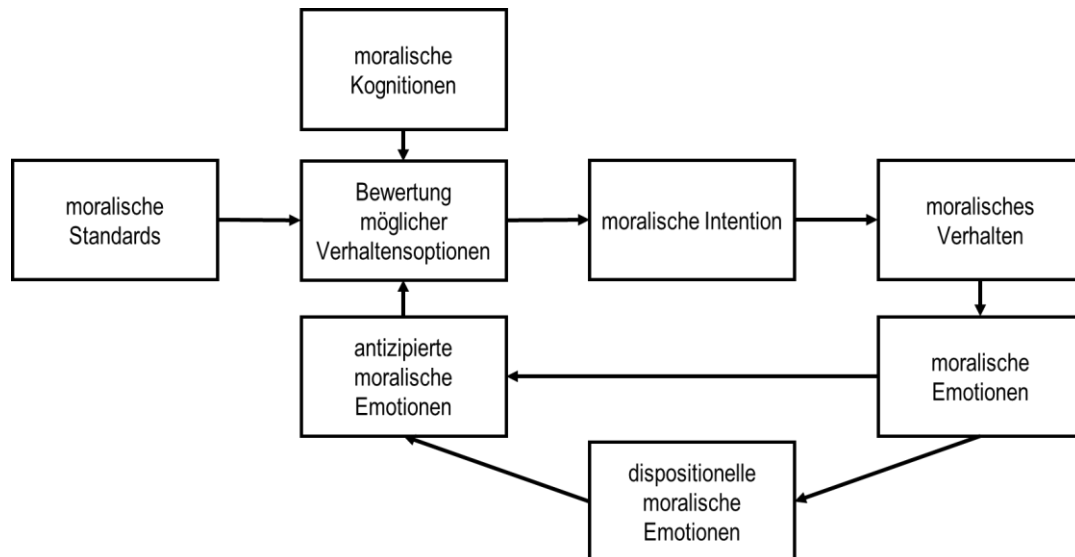 moralische
Kognitionen
moralische
Standards
Bewertung
möglicher
Verhaltensoptionen
moralische Intention
moralisches
Verhalten
antizipierte
moralische
Emotionen
moralische
Emotionen
dispositionelle
moralische
Emotionen